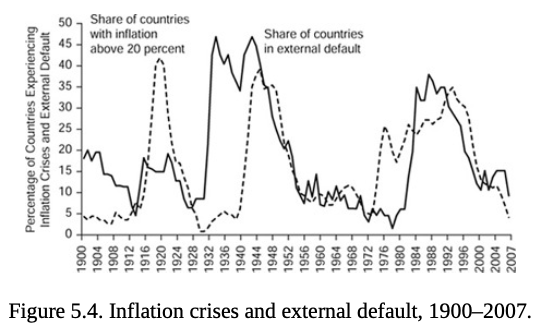 Share of countries
with inflation
above 20 percent
Share of countries
in external default
Percentage of Countries Experiencing
Inflation Crises and External Default
50
45
40
35
30
25
20
15
10
5
0
1900 1904 1908 1912 1916 1920 1924 1928 1932 1936 1940 1944 1948 1952 1956 1960 1964 1968 1972 1976 1980 1984 1988 1992 1996 2000 2004 2007
Figure 5.4. Inflation crises and external default, 1900–2007.